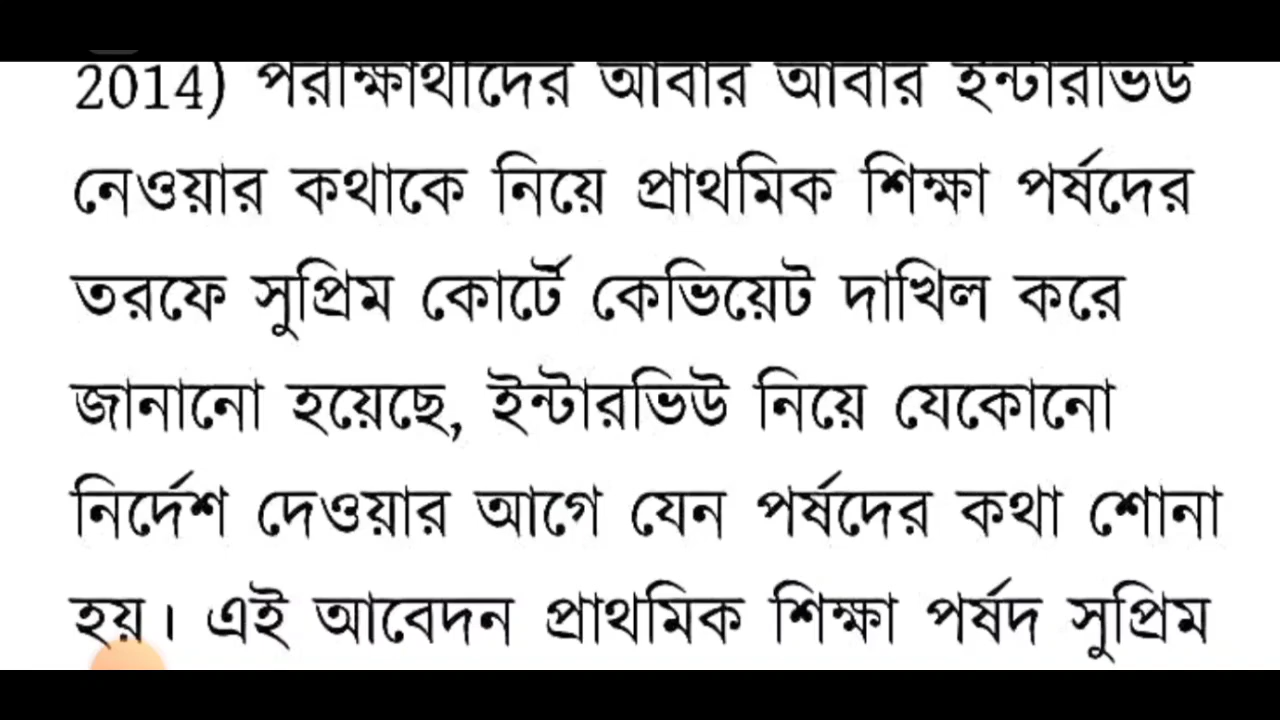 2014) পরীক্ষার্থীদের আবার আবার ইন্টারভিউ
নেওয়ার কথাকে নিয়ে প্রাথমিক শিক্ষা পর্ষদের
তরফে সুপ্রিম কোর্টে কেভিয়েট দাখিল করে
জানানো হয়েছে, ইন্টারভিউ নিয়ে যেকোনো
নির্দেশ দেওয়ার আগে যেন পর্ষদের কথা শোনা
হয়। এই আবেদন প্রাথমিক শিক্ষা পর্ষদ সুপ্রিম